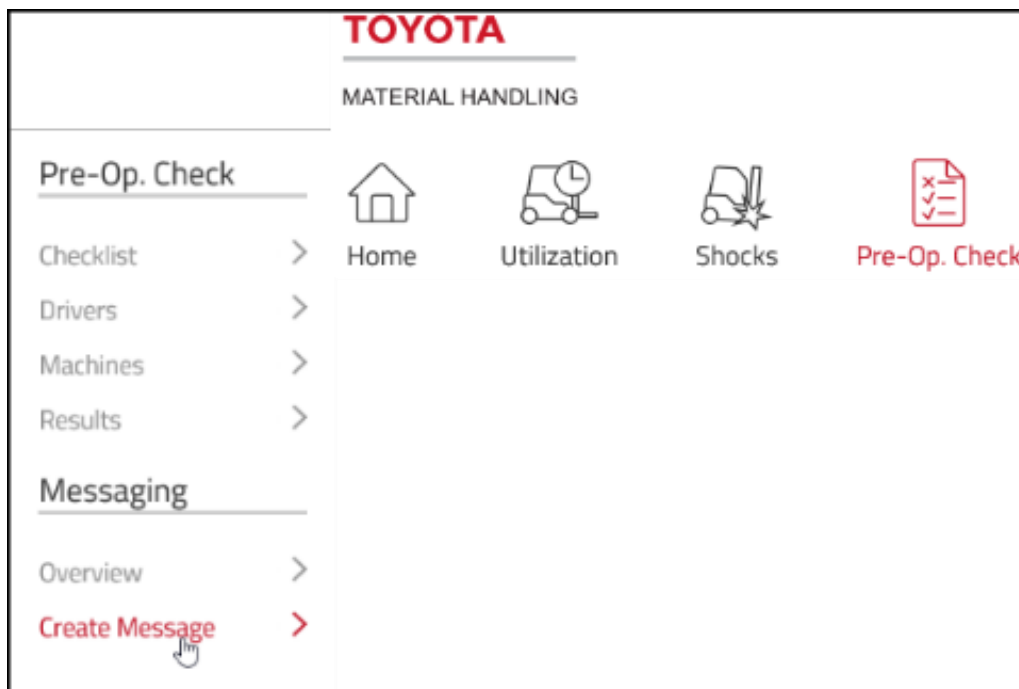 TOYOTA
MATERIAL HANDLING
Pre-Op. Check
Checklist
Drivers
Machines
Results
Messaging
Overview
Create Message
Home
Utilization
Shocks
Pre-Op. Check